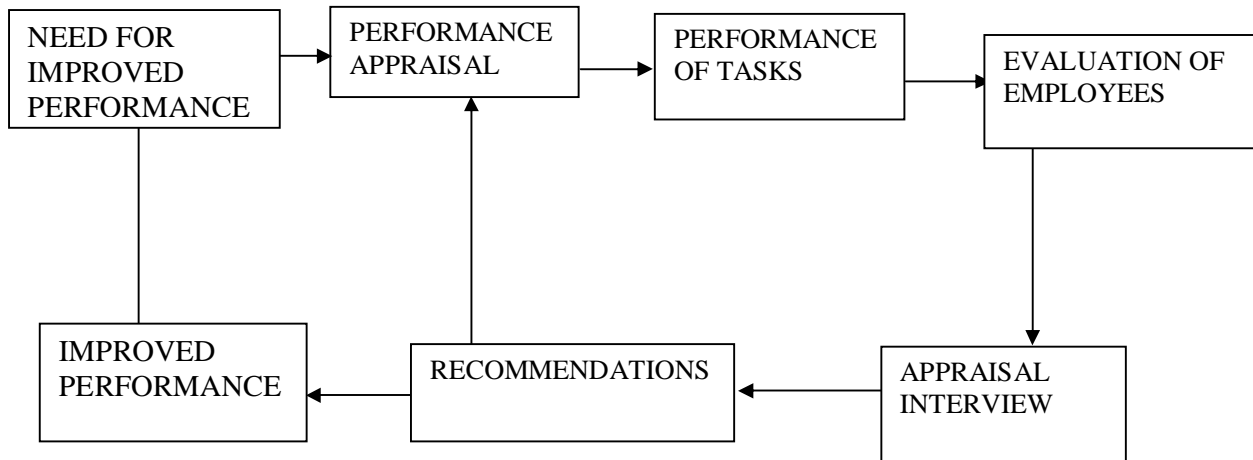 NEED FOR
IMPROVED
PERFORMANCE
PERFORMANCE
APPRAISAL
PERFORMANCE
OF TASKS
EVALUATION OF
EMPLOYEES
IMPROVED
PERFORMANCE
RECOMMENDATIONS
APPRAISAL
INTERVIEW